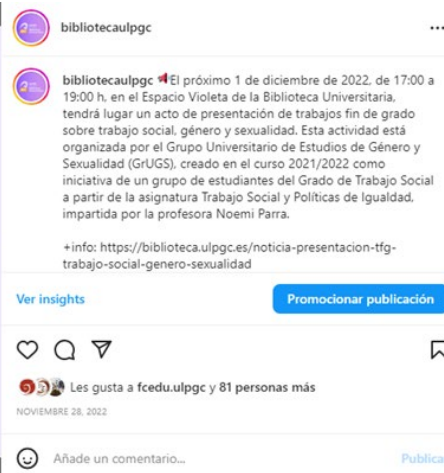 bibliotecaulpgc
bibliotecaulpgc El próximo 1 de diciembre de 2022, de 17:00 a
19:00 h, en el Espacio Violeta de la Biblioteca Universitaria,
tendrá lugar un acto de presentación de trabajos fin de grado
sobre trabajo social, género y sexualidad. Esta actividad está
organizada por el Grupo Universitario de Estudios de Género y
Sexualidad (GrUGS), creado en el curso 2021/2022 como
iniciativa de un grupo de estudiantes del Grado de Trabajo Social
a partir de la asignatura Trabajo Social y Políticas de Igualdad,
impartida por la profesora Noemi Parra.
+info: https://biblioteca.ulpgc.es/noticia-presentacion-tfg-
trabajo-social-genero-sexualidad
Ver insights
Promocionar publicación
Les gusta a fcedu.ulpgc y 81 personas más
NOVIEMBRE 28, 2022
Añade un comentario...
Publica